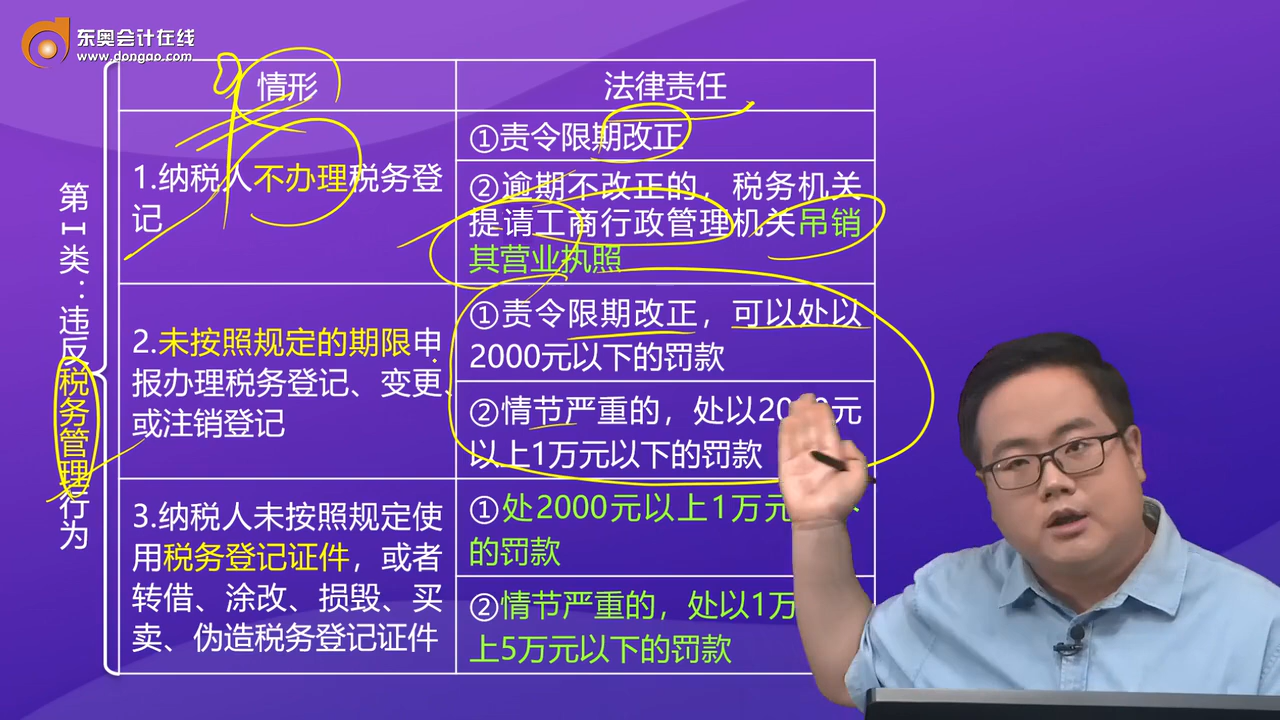 东奥会计在线
www.dongao.com
情形
法律责任
第Ⅰ类：违反税务管理行为
1.纳税人不办理税务登
记
①责令限期改正
②逾期不改正的，税务机关
提请工商行政管理机关吊销
其营业执照
2.未按照规定的期限申
报办理税务登记、变更、
或注销登记
①责令限期改正，可以处以
2000元以下的罚款
②情节严重的，处以20 0元
以上1万元以下的罚款
3.纳税人未按照规定使
用税务登记证件，或者
转借、涂改、损毁、买
卖、伪造税务登记证件
①处2000元以上1万元
的罚款
②情节严重的，处以1万
上5万元以下的罚款